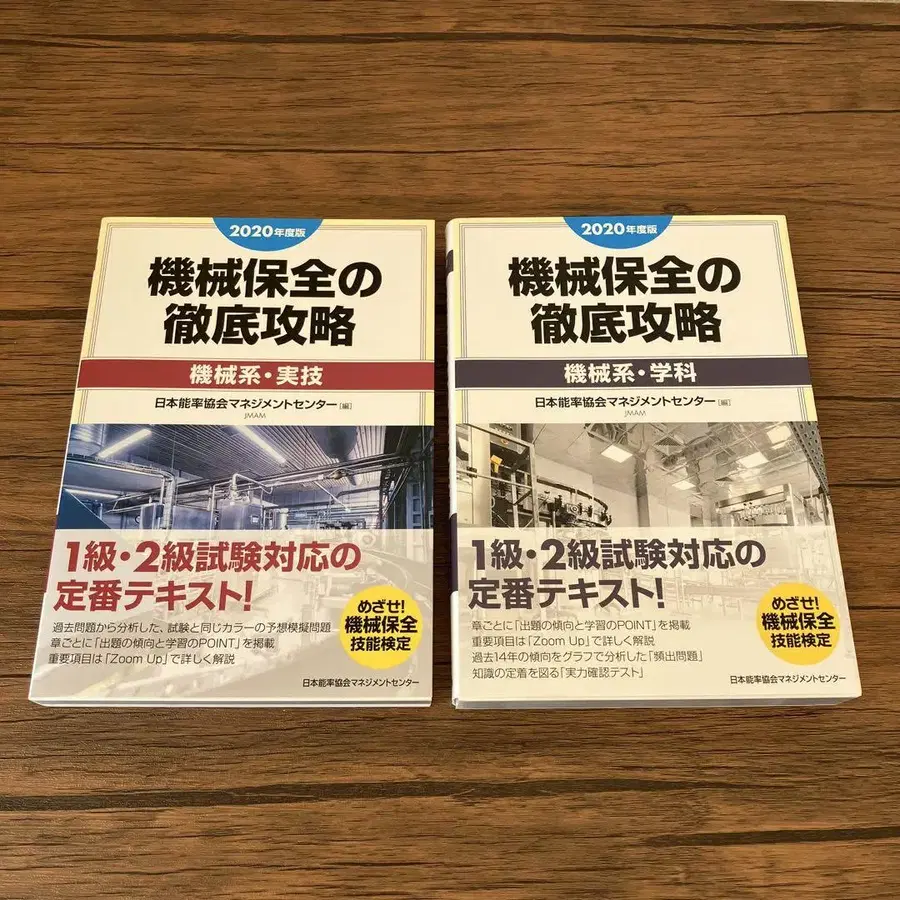 2020年度版
機械保全の
徹底攻略
機械系・実技
日本能率協会マネジメントセンター[編]
JMAM
1級・2級試験対応の
定番テキスト!
過去問題から分析した、試験と同じカラーの予想模擬問題
章ごとに「出題の傾向と学習のPOINT」を掲載
重要項目は「Zoom Up」で詳しく解説
めざせ!
機械保全
技能検定
日本能率協会マネジメントセンター
2020年度版
機械保全の
徹底攻略
機械系・学科
日本能率協会マネジメントセンター[編]
JMAM
1級・2級試験対応の
定番テキスト!
章ごとに「出題の傾向と学習のPOINT」を掲載
重要項目は「Zoom Up」で詳しく解説
過去14年の傾向をグラフで分析した「頻出問題」
知識の定着を図る「実力確認テスト」
めざせ!
機械保全
技能検定
日本能率協会マネジメントセンター